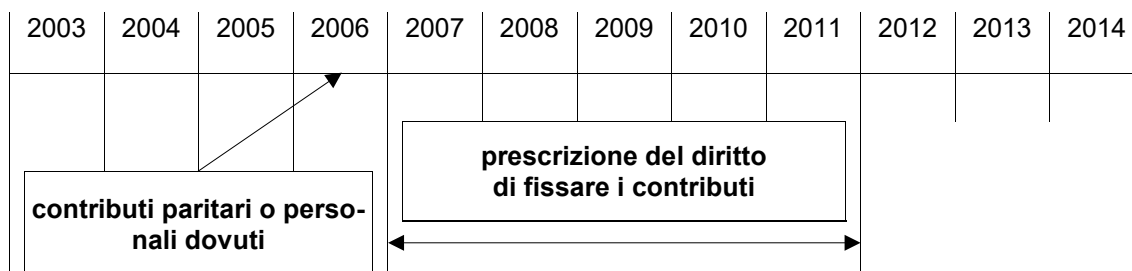 2003 2004 2005 2006 2007 2008 2009 2010 2011 2012 2013 2014
prescrizione del diritto
di fissare i contributi
contributi paritari o perso-
nali dovuti